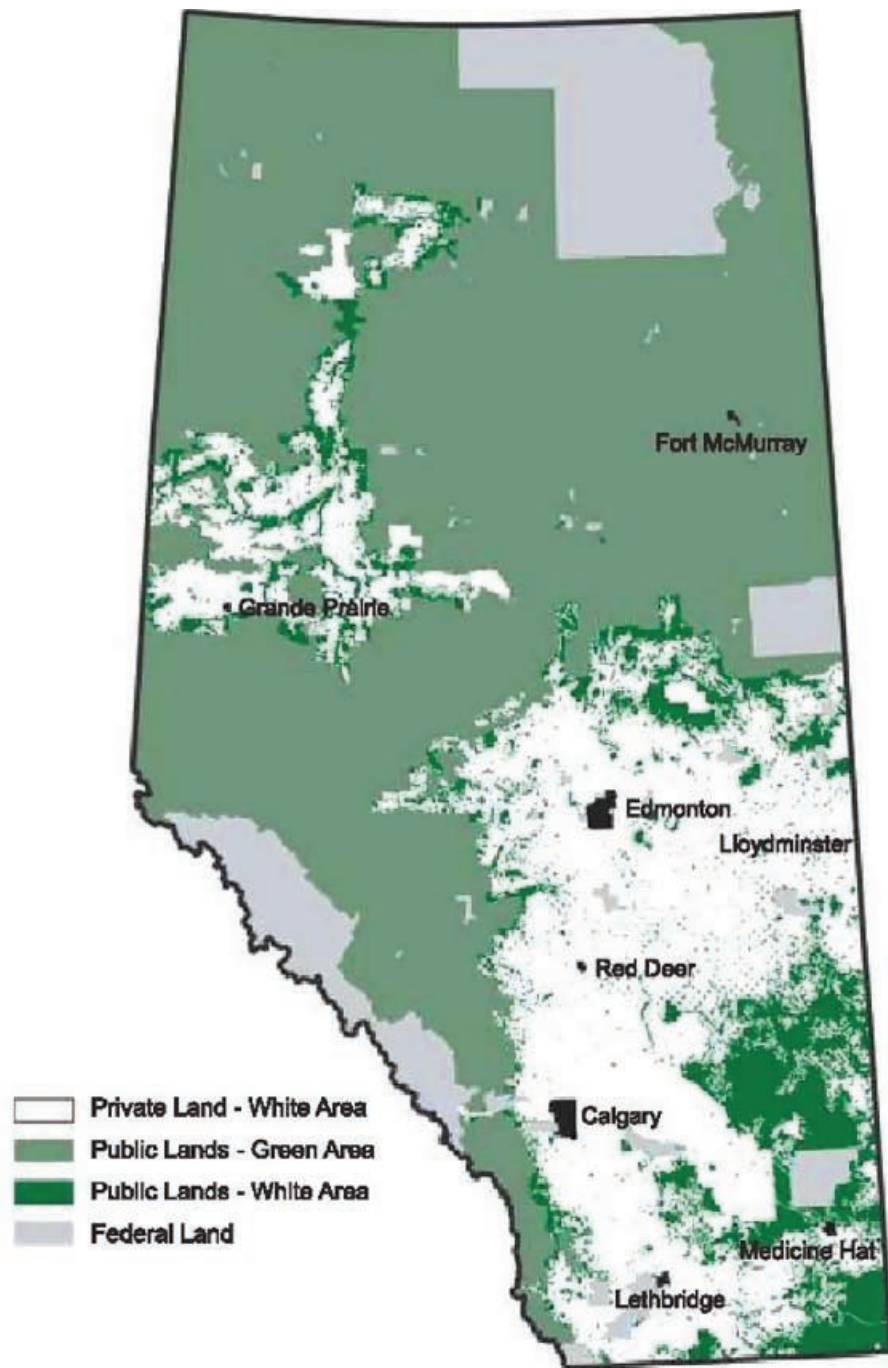 Fort McMurray
Grande Prairie
Edmonton
Lloydminster
Red Deer
Calgary
Medicine Hat
Lethbridge
Private Land - White Area
Public Lands - Green Area
Public Lands - White Area
Federal Land